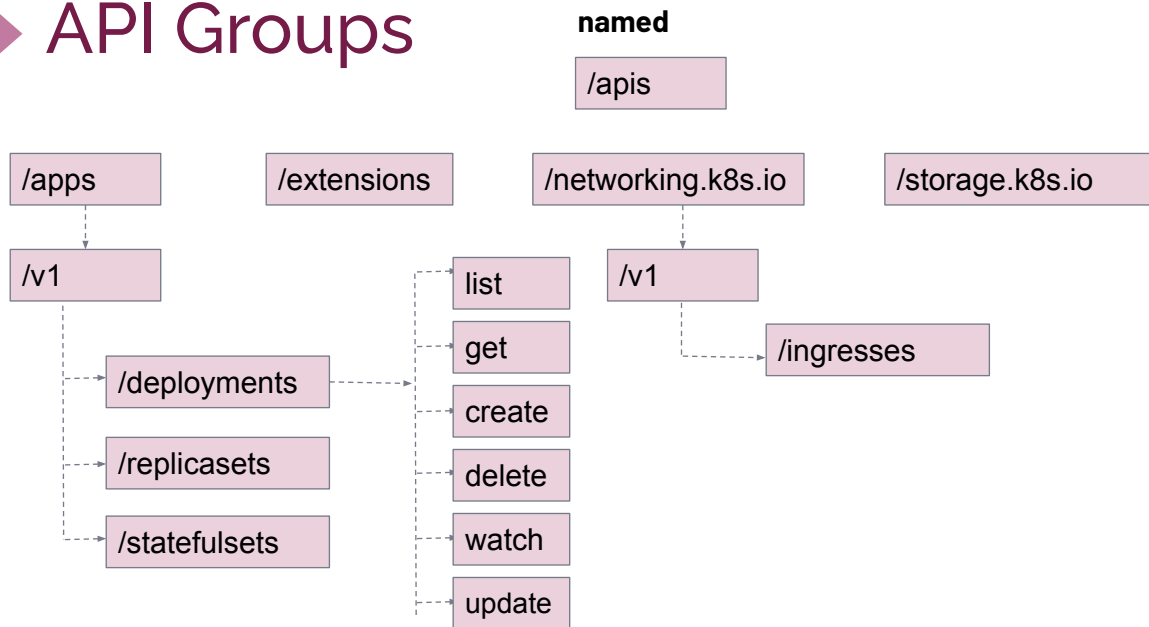 API Groups
named
/apis
/apps
/extensions
/networking.k8s.io
/storage.k8s.io
/v1
/v1
list
get
create
delete
watch
update
/deployments
/replicasets
/statefulsets
/ingresses